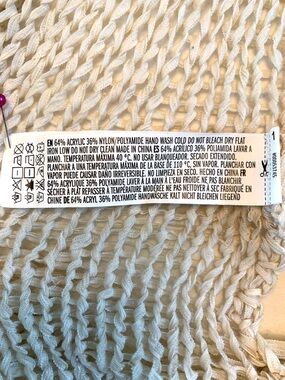 EN 64% ACRYLIC 36% NYLON/POLYAMIDE HAND WASH COLD DO NOT BLEACH DRY FLAT
IRON LOW DO NOT DRY CLEAN MADE IN CHINA ES 64% ACRÍLICO 36% POLIAMIDA LAVAR A
MANO. TEMPERATURA MÁXIMA 40 °C. NO USAR BLANQUEADOR. SECADO EXTENDIDO.
PLANCHAR A UNA TEMPERATURA MÁXIMA DE LA BASE DE 110 °C, SIN VAPOR. PLANCHAR CON
VAPOR PUEDE CAUSAR DAÑO IRREVERSIBLE. NO LIMPIEZA EN SECO. HECHO EN CHINA FR
64% ACRYLIQUE 36% POLYAMIDE LAVER À LA MAIN À L'EAU FROIDE NE PAS BLANCHIR
SÉCHER À PLAT REPASSER À TEMPÉRATURE MODÉRÉE NE PAS NETTOYER À SEC FABRIQUÉ EN
CHINE DE 64% ACRYL 36% POLYAMID HANDWÄSCHE KALT NICHT BLEICHEN LIEGEND